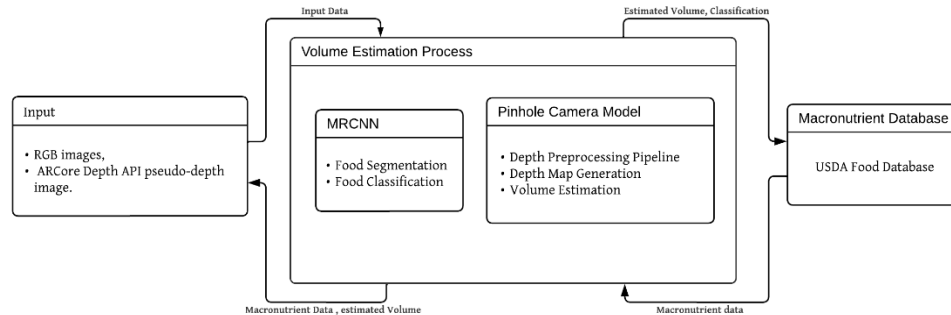 Input Data
Estimated Volume, Classification
Volume Estimation Process
Input
• RGB images,
• ARCore Depth API pseudo-depth
image.
MRCNN
• Food Segmentation
• Food Classification
Pinhole Camera Model
• Depth Preprocessing Pipeline
• Depth Map Generation
• Volume Estimation
Macronutrient Database
USDA Food Database
Macronutrient Data , estimated Volume
Macronutrient data